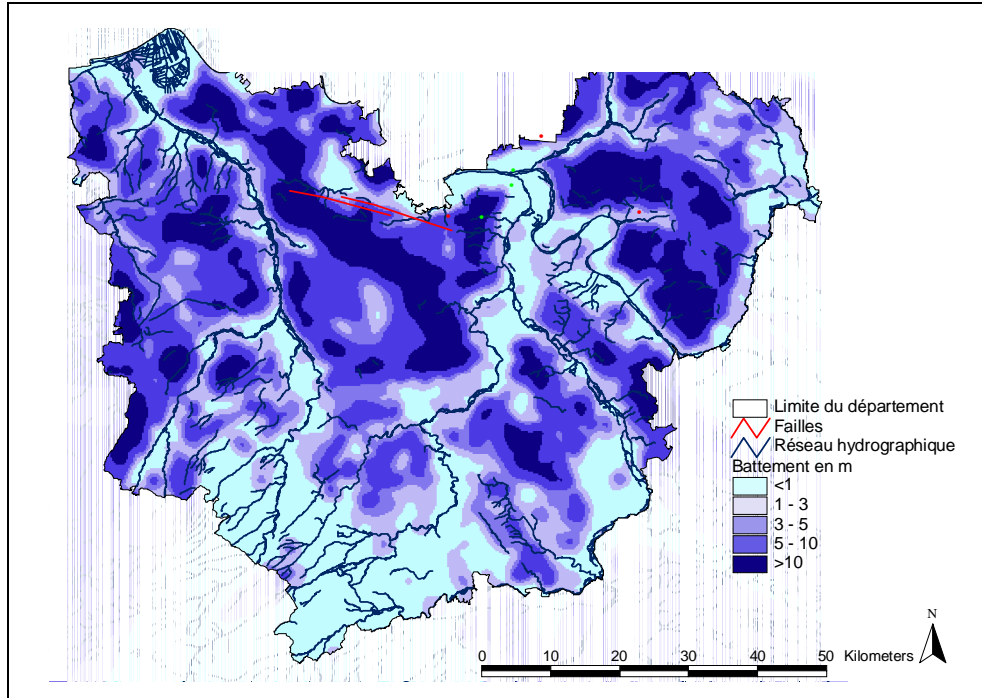 Limite du département
Failles
Réseau hydrographique
Battement en m
<1
1 - 3
3 - 5
5 - 10
>10
N
0 10 20 30 40 50 Kilometers